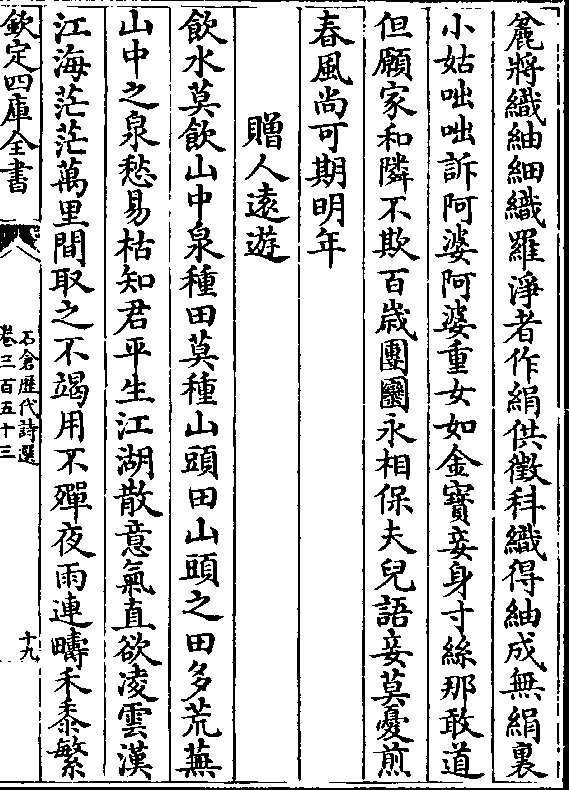 麄將織紬細織羅淨者作絹供徵科織得紬成無絹裏
小姑咄咄訴阿婆阿婆重女如金寶妾身寸絲那敢道
但願家和隣不欺百歲團圞永相保夫兒語妾莫憂煎
春風尚可期明年
贈人遠遊
飲水莫飲山中泉種田莫種山頭田山頭之田多荒蕪
山中之泉愁易枯知君平生江湖散意氣直欲凌雲漢
江海茫茫萬里間取之不竭用不殫夜雨連疇禾黍繁
欽定四庫全書
石倉歷代詩選
卷三百五十三
十九